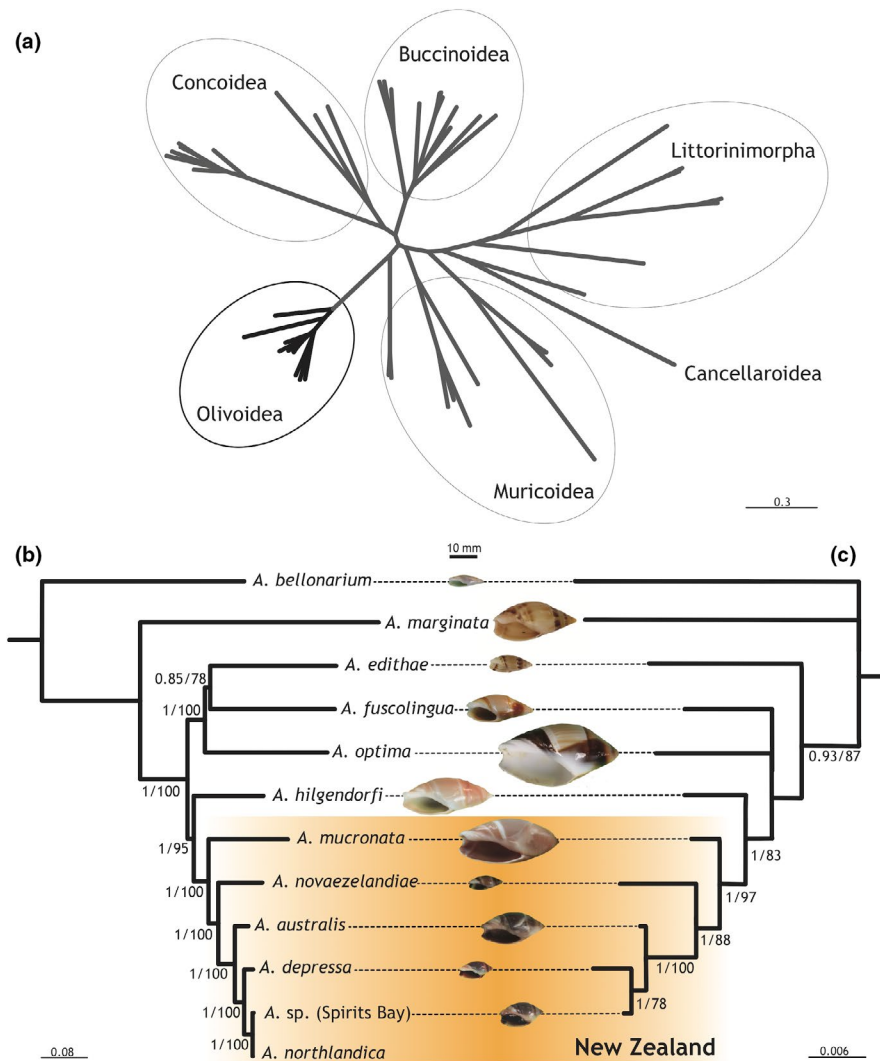 (a)
Concoidea
Buccinoidea
Littorinimorpha
Cancellaroidea
Olivoidea
Muricoidea
0.3
(b)
10 mm
(c)
A. bellonarium
A. marginata
A. edithae
0.85/78
A. fuscolingua
1/100
A. optima
0.93/87
A. hilgendorfi
1/100
A. mucronata
1/95
1/83
A. novaezelandiae
1/100
1/97
A. australis
1/88
A. depressa
1/100
1/100
A. sp. (Spirits Bay)
1/100
1/78
1/100
A. northlandica
New Zealand
0.08
0.006